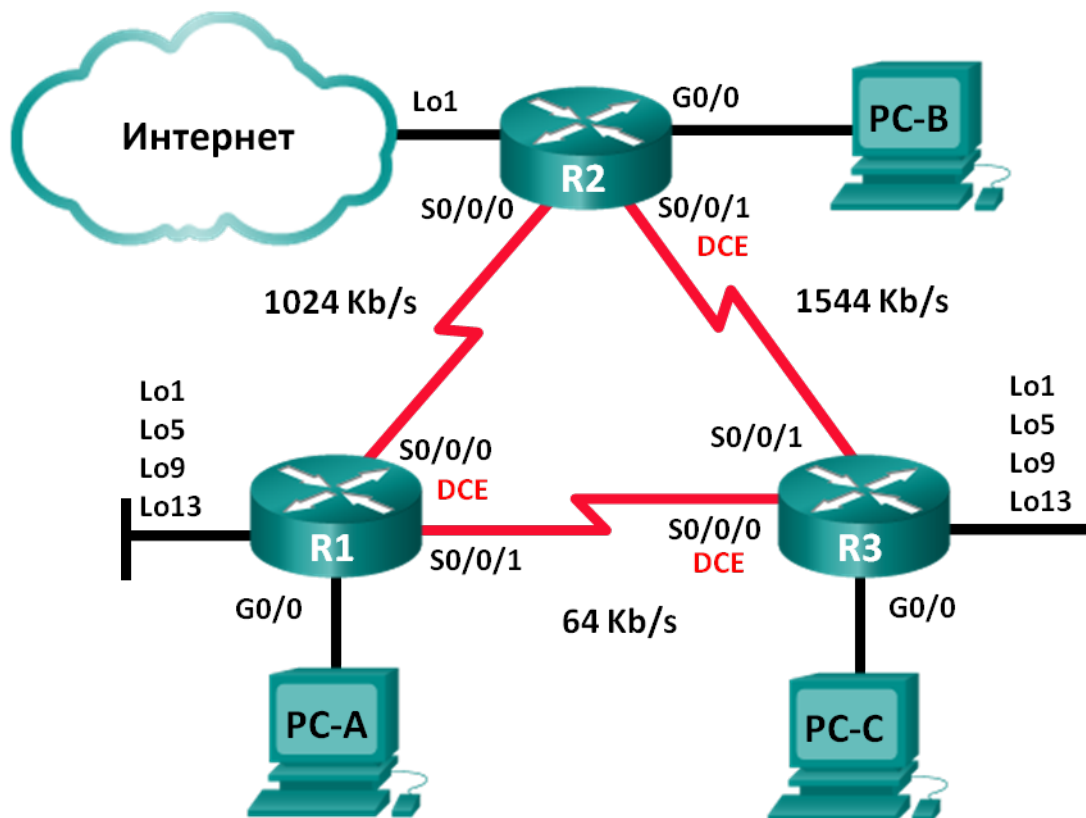 Lo1
G0/0
Интернет
PC-B
R2
S0/0/0
S0/0/1
DCE
1024 Kb/s
1544 Kb/s
Lo1
Lo5
Lo9
Lo13
S0/0/0
DCE
S0/0/1
Lo1
Lo5
Lo9
Lo13
R1
S0/0/1
S0/0/0
DCE
R3
G0/0
64 Kb/s
G0/0
PC-A
PC-C